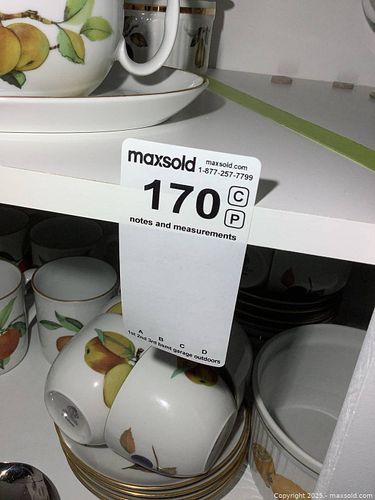 maxsold
maxsold.com
1-877-257-7799
170
C
P
notes and measurements
A B C D
1st 2nd 3rd bsmt garage outdoors
Copyright 2025 - maxsold.com